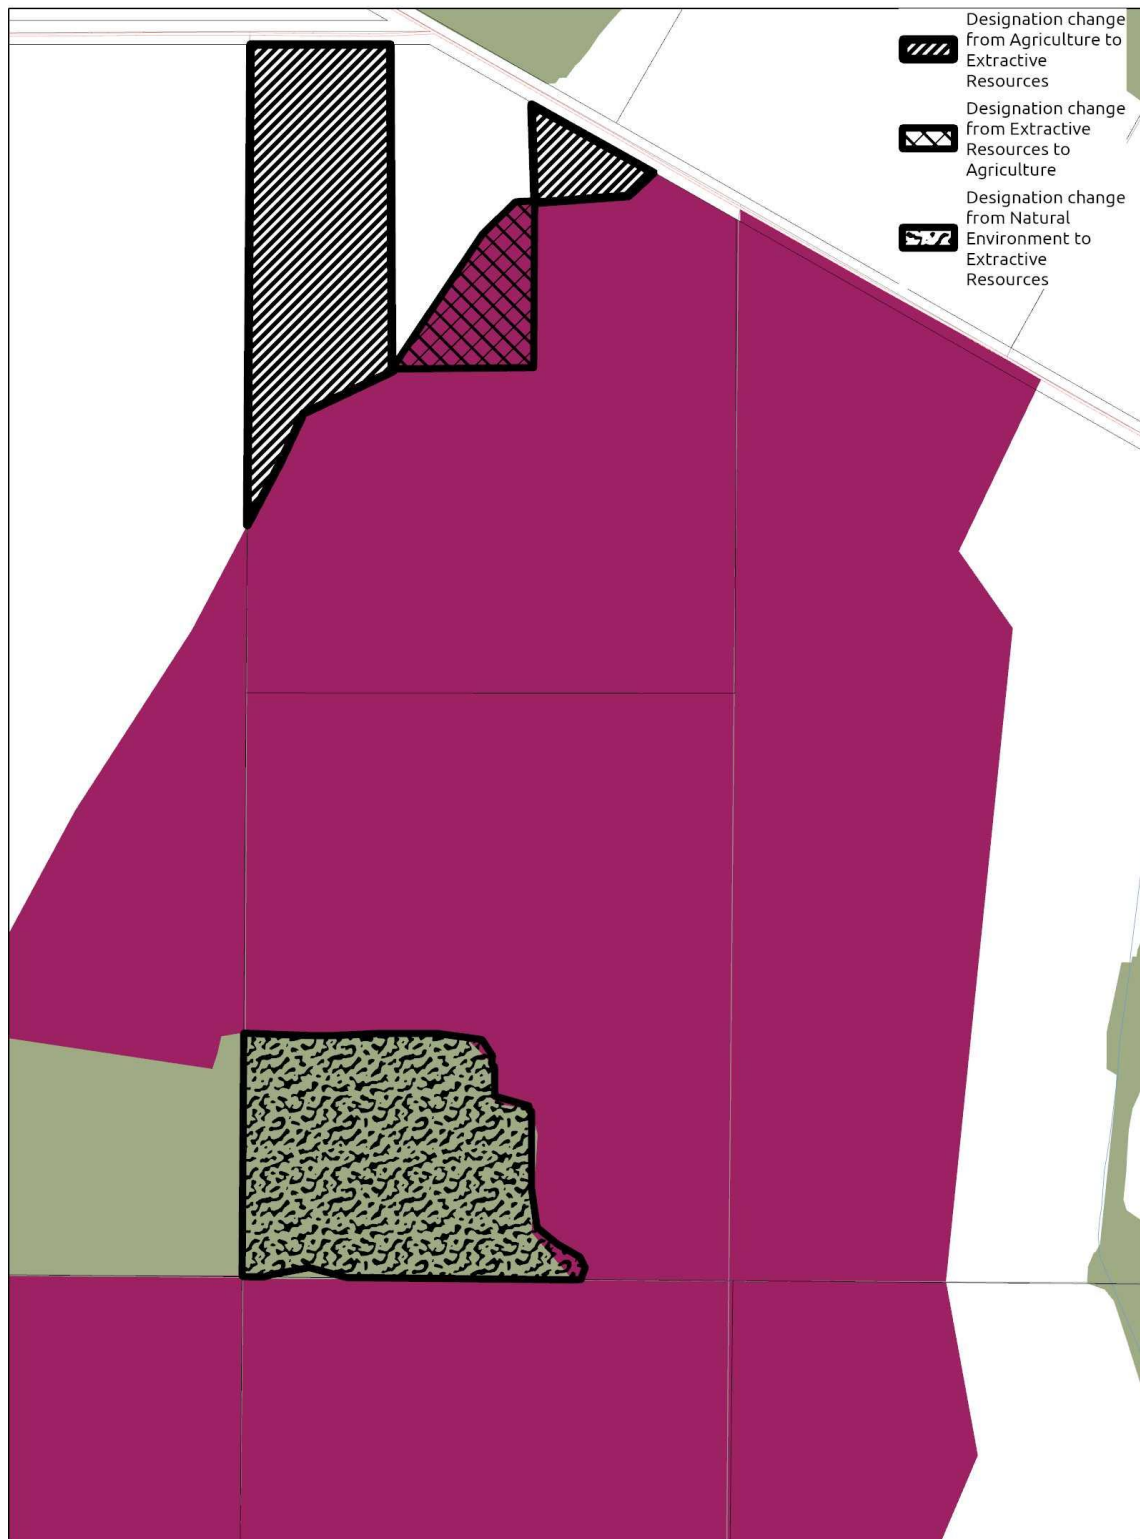 Designation change
from Agriculture to
Extractive
Resources
Designation change
from Extractive
Resources to
Agriculture
Designation change
from Natural
Environment to
Extractive
Resources